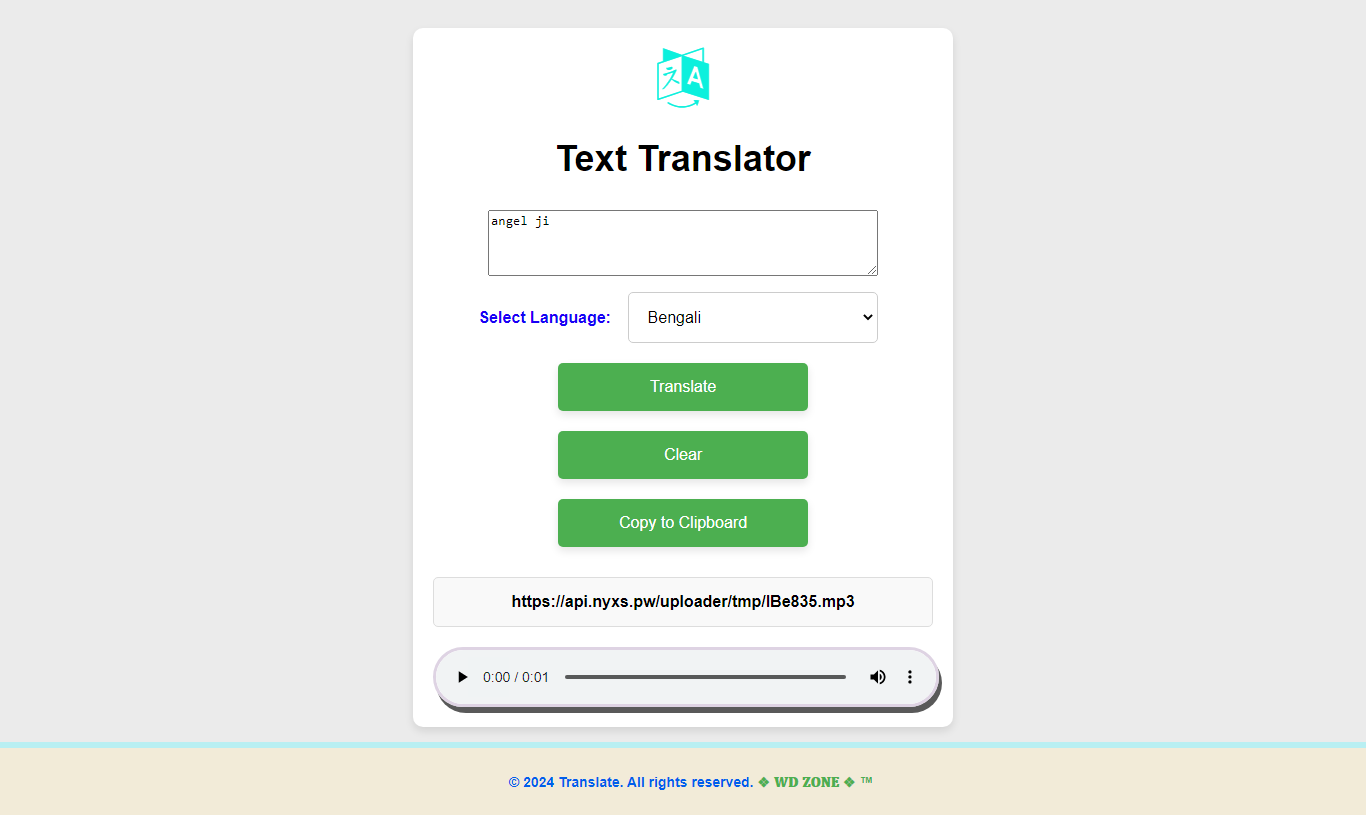 A
Text Translator
angel ji
Select Language: Bengali
Translate
Clear
Copy to Clipboard
https://api.nyxs.pw/uploader/tmp/lBe835.mp3
0:00 / 0:01
© 2024 Translate. All rights reserved. ❖ WD ZONE ❖ ™